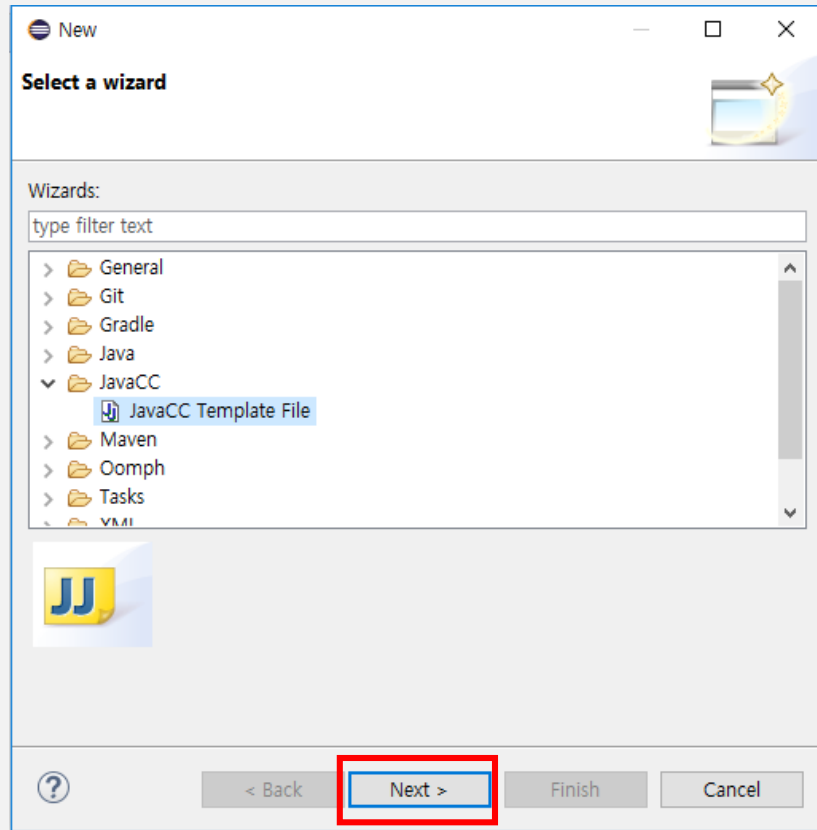 New
Select a wizard
Wizards:
type filter text
General
Git
Gradle
Java
JavaCC
JavaCC Template File
Maven
Oomph
Tasks
XML
JJ
?
< Back
Next >
Finish
Cancel